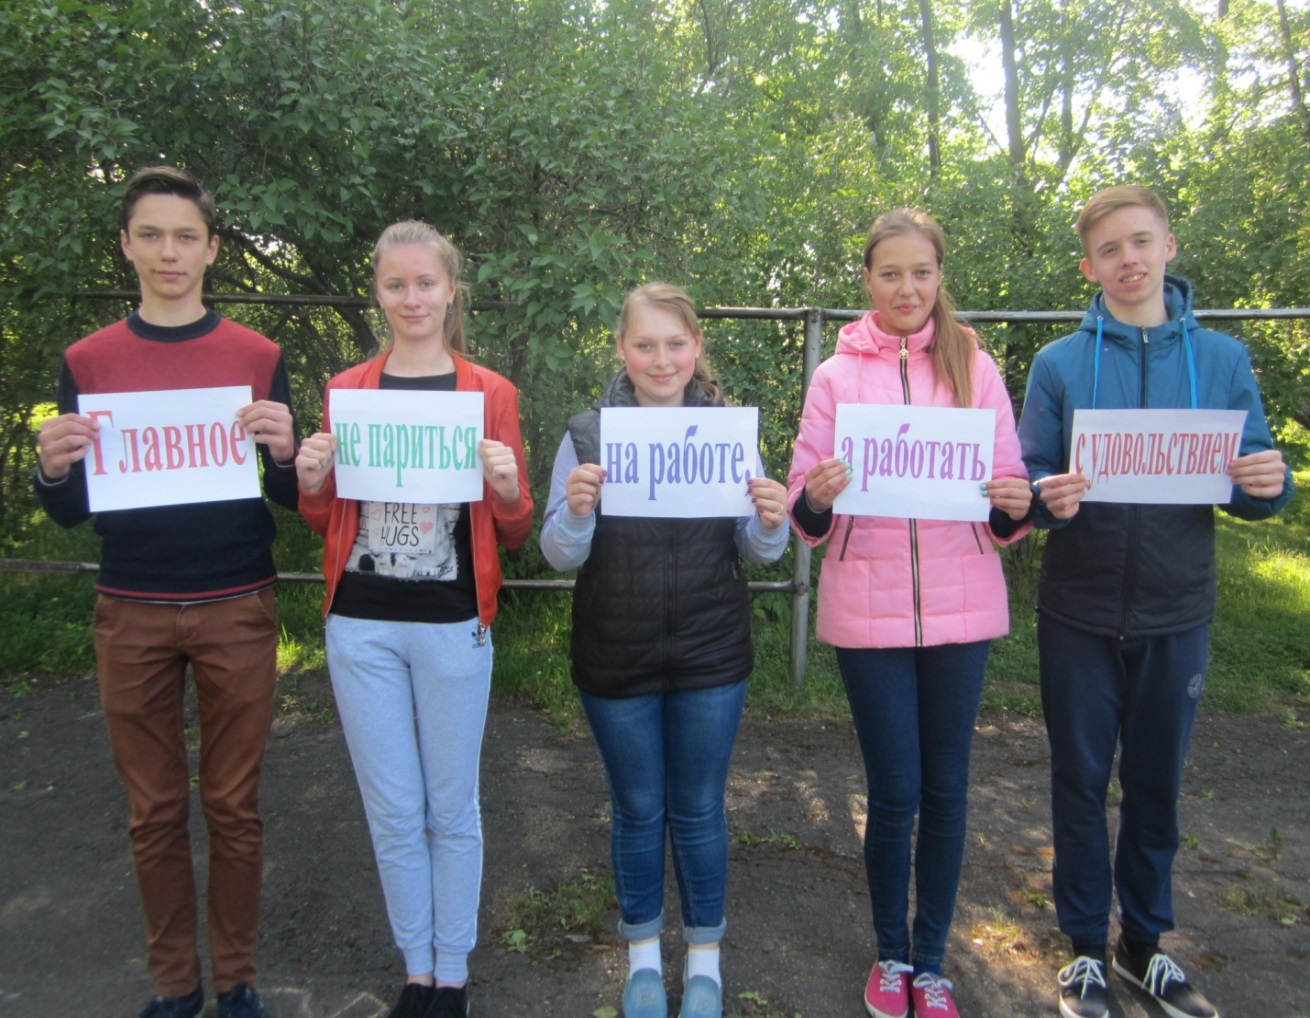 Главное
не париться
на работе,
а работать
с удовольствием
FREE
HUGS